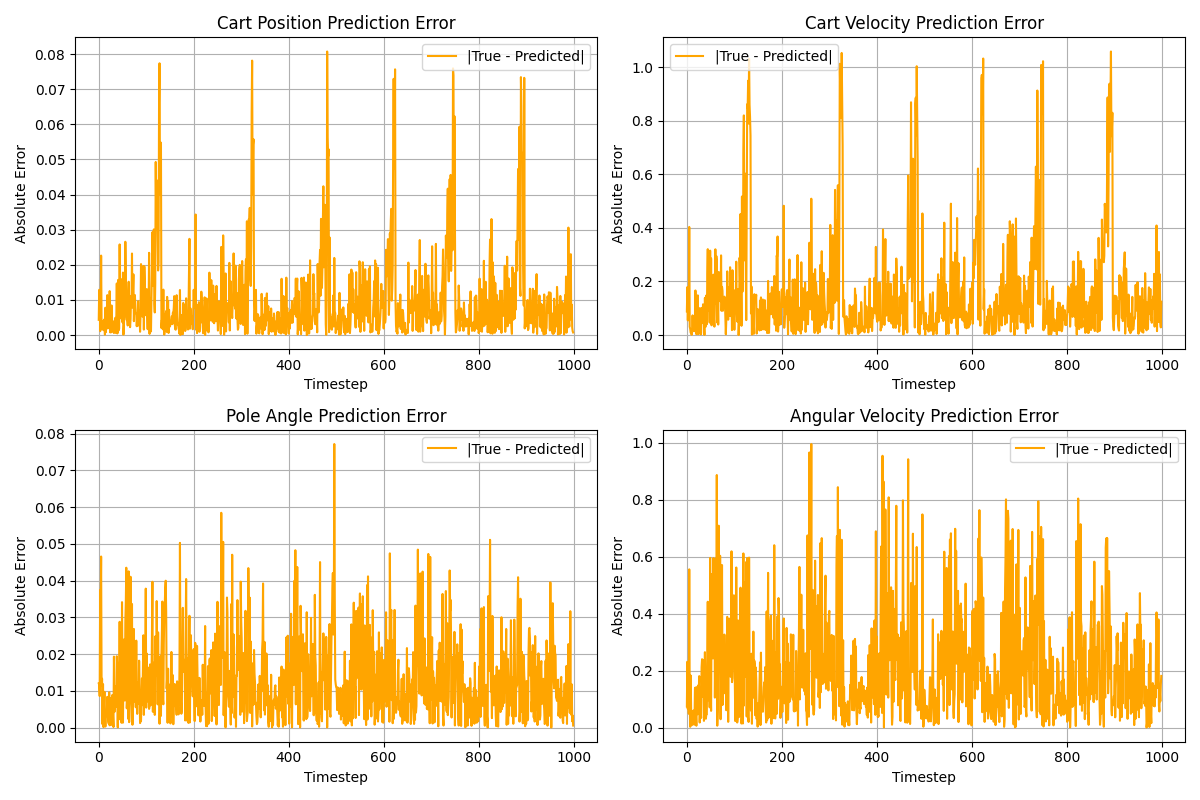 Cart Position Prediction Error
Absolute Error
0.08
0.07
0.06
0.05
0.04
0.03
0.02
0.01
0.00
|True - Predicted|
0 200 400 600 800 1000
Timestep
Cart Velocity Prediction Error
Absolute Error
1.0
0.8
0.6
0.4
0.2
0.0
|True - Predicted|
0 200 400 600 800 1000
Timestep
Pole Angle Prediction Error
Absolute Error
0.08
0.07
0.06
0.05
0.04
0.03
0.02
0.01
0.00
|True - Predicted|
0 200 400 600 800 1000
Timestep
Angular Velocity Prediction Error
Absolute Error
1.0
0.8
0.6
0.4
0.2
0.0
|True - Predicted|
0 200 400 600 800 1000
Timestep